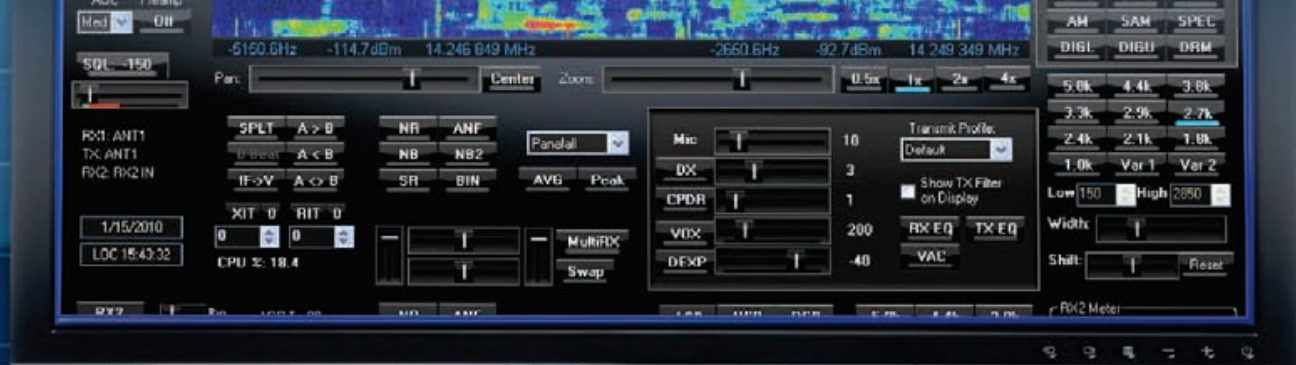 AM SAM SPEC
Med Off
-5150.6Hz -114.7dBm 14.246 849 MHz -2650.6Hz -92.7dBm 14.249 349 MHz
DIGL DIGU DRM
SQL: -150
Pan: Center Zoom: 0.5x 1x 2x 4x
5.0k 4.4k 3.8k
3.3k 2.9k 2.7k
RX1: ANT1
TX: ANT1
RX2: RX2 IN
SPLT A > B
0 Beat A < B
IF->V A <> B
NR ANF
NB NB2
SR BIN
Panafall
AVG Peak
Mic 10
DX 3
CPDR 1
VOX 200
DEXP -40
Transmit Profile:
Default
Show TX Filter
on Display
RX EQ TX EQ
VAC
2.4k 2.1k 1.8k
1.0k Var 1 Var 2
Low 150 High 2850
Width:
Shift: Reset
XIT 0 RIT 0
0 0
1/15/2010
LOC 15:43:32
CPU %: 18.4
MultiRX
Swap
RX2
NR ANF
RX2 Meter